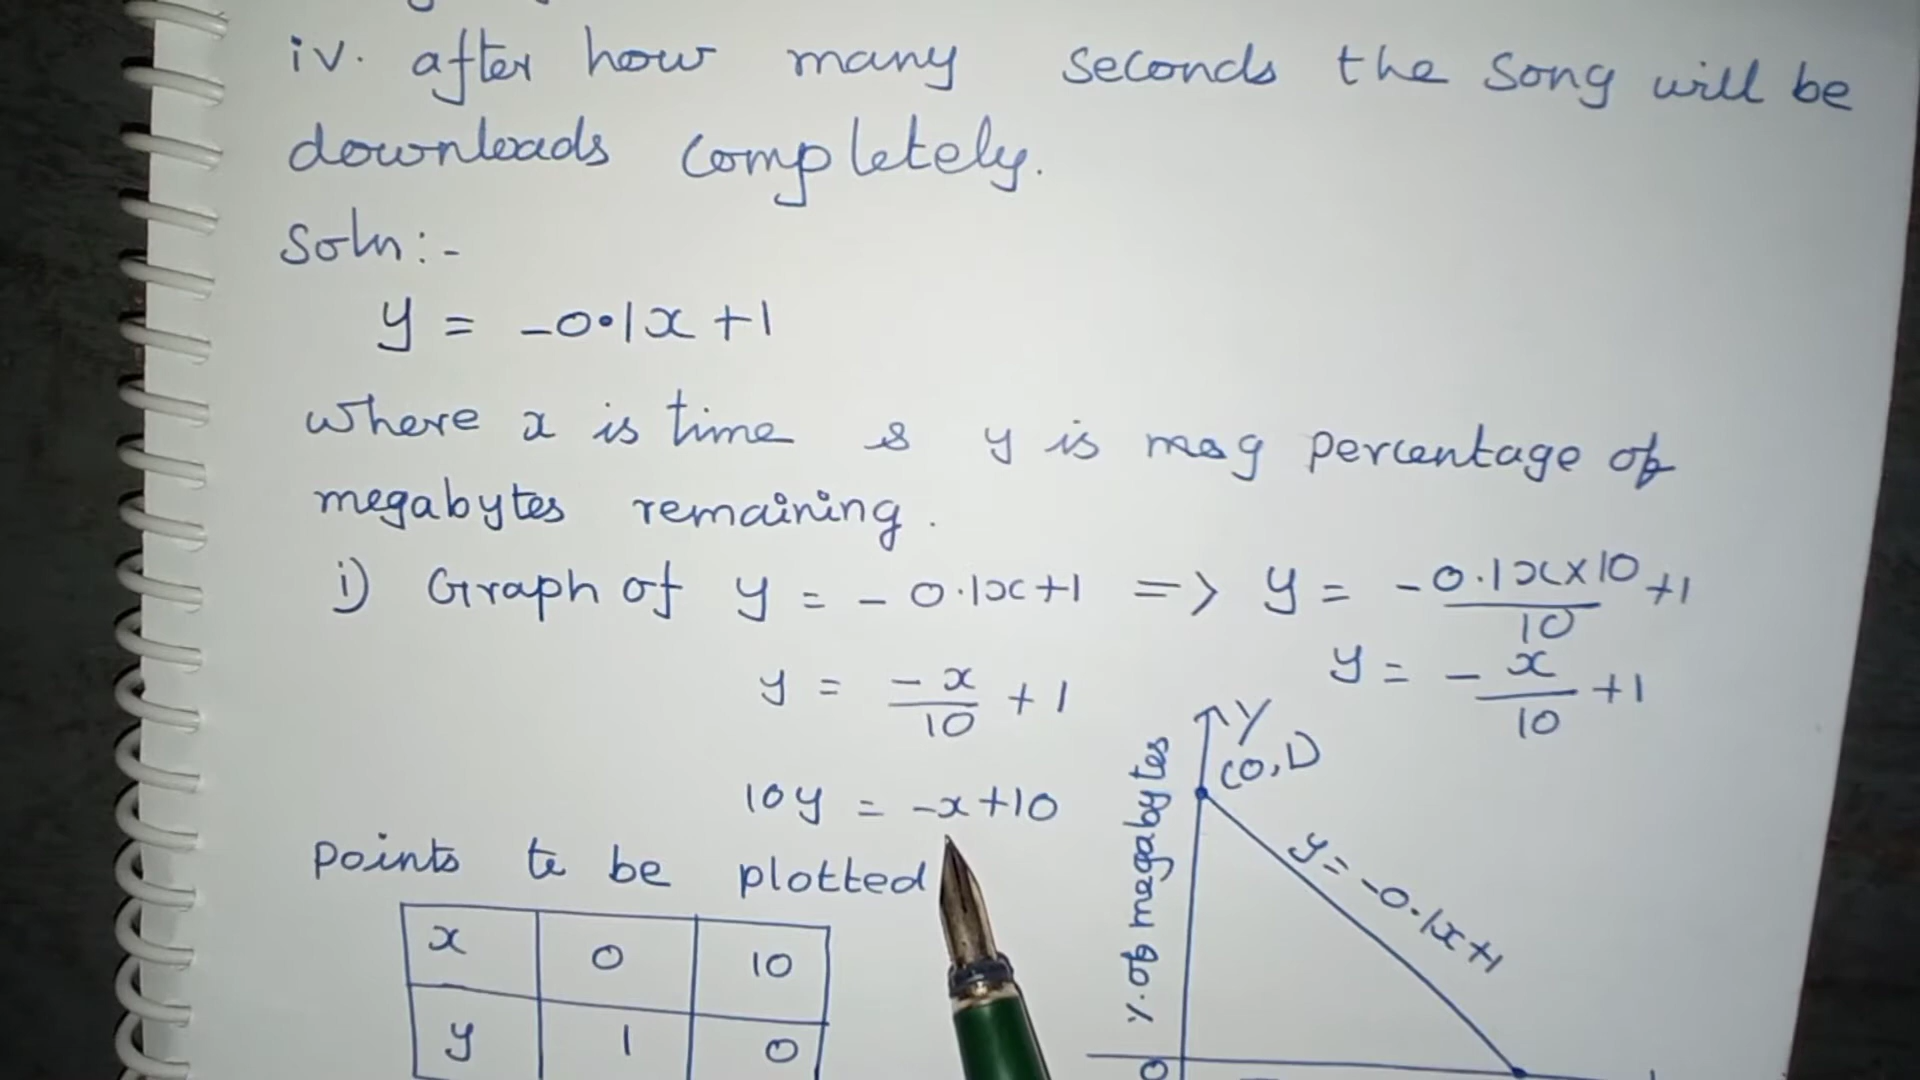 iv. after how many seconds the song will be
downloads completely.
Soln:-
y = -0.1x+1
where x is time & y is mag percentage of
megabytes remaining.
i) Graph of y = -0.1x+1 => y = -0.1x×10/10 +1
y = -x/10 + 1
y = -x/10 +1
10y = -x+10
points to be plotted
x 0 10
y 1 0
Y
(0,1)
% of megabytes
y = -0.1x+1
0